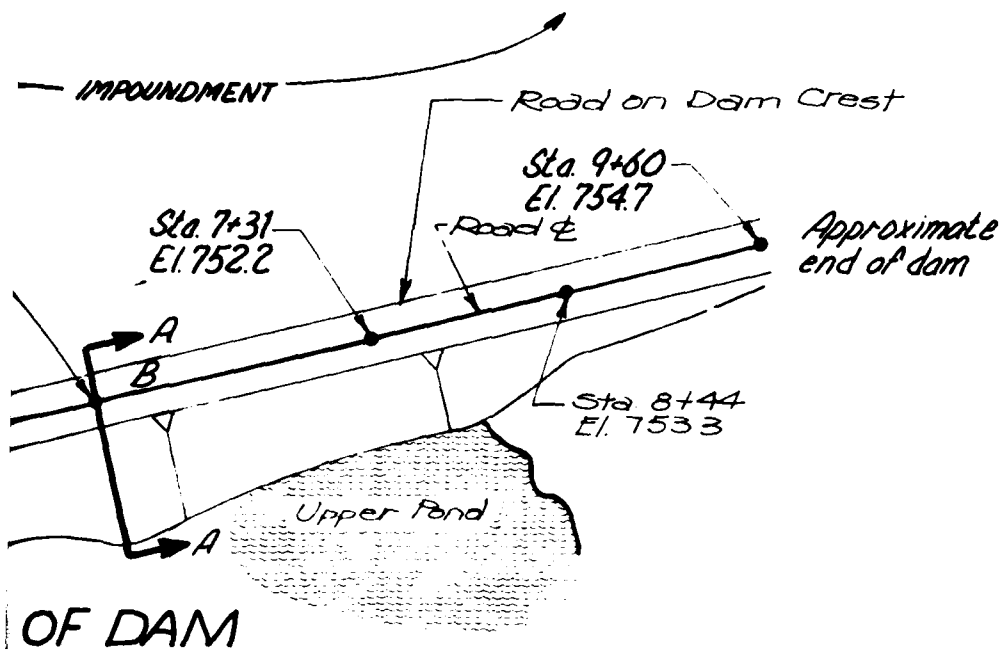 IMPOUNDMENT
Road on Dam Crest
Sta. 9+60
El. 754.7
Sta. 7+31
El. 752.2
Road ℄
Approximate
end of dam
A
B
Sta. 8+44
El. 753.3
Upper Pond
A
OF DAM